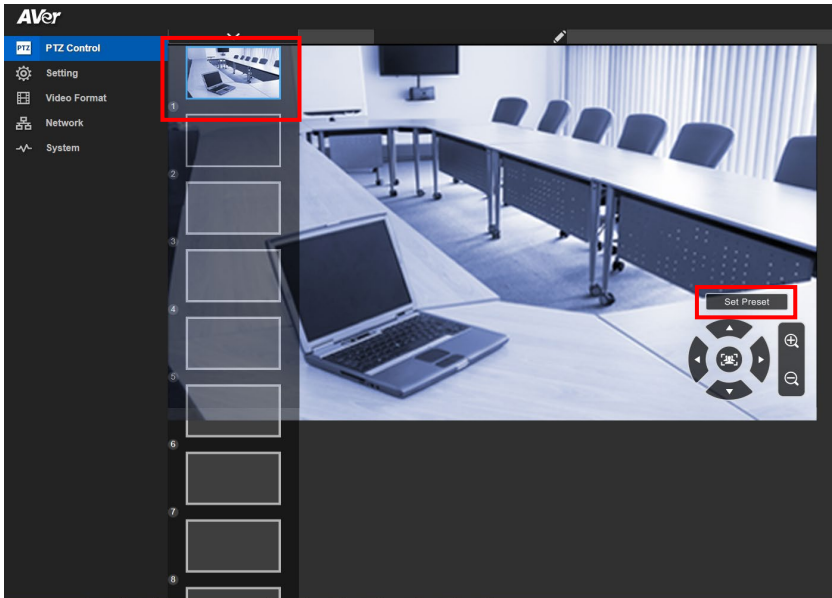 AVer
PTZ PTZ Control
Setting
Video Format
Network
System
1
2
3
4
5
6
7
8
Set Preset